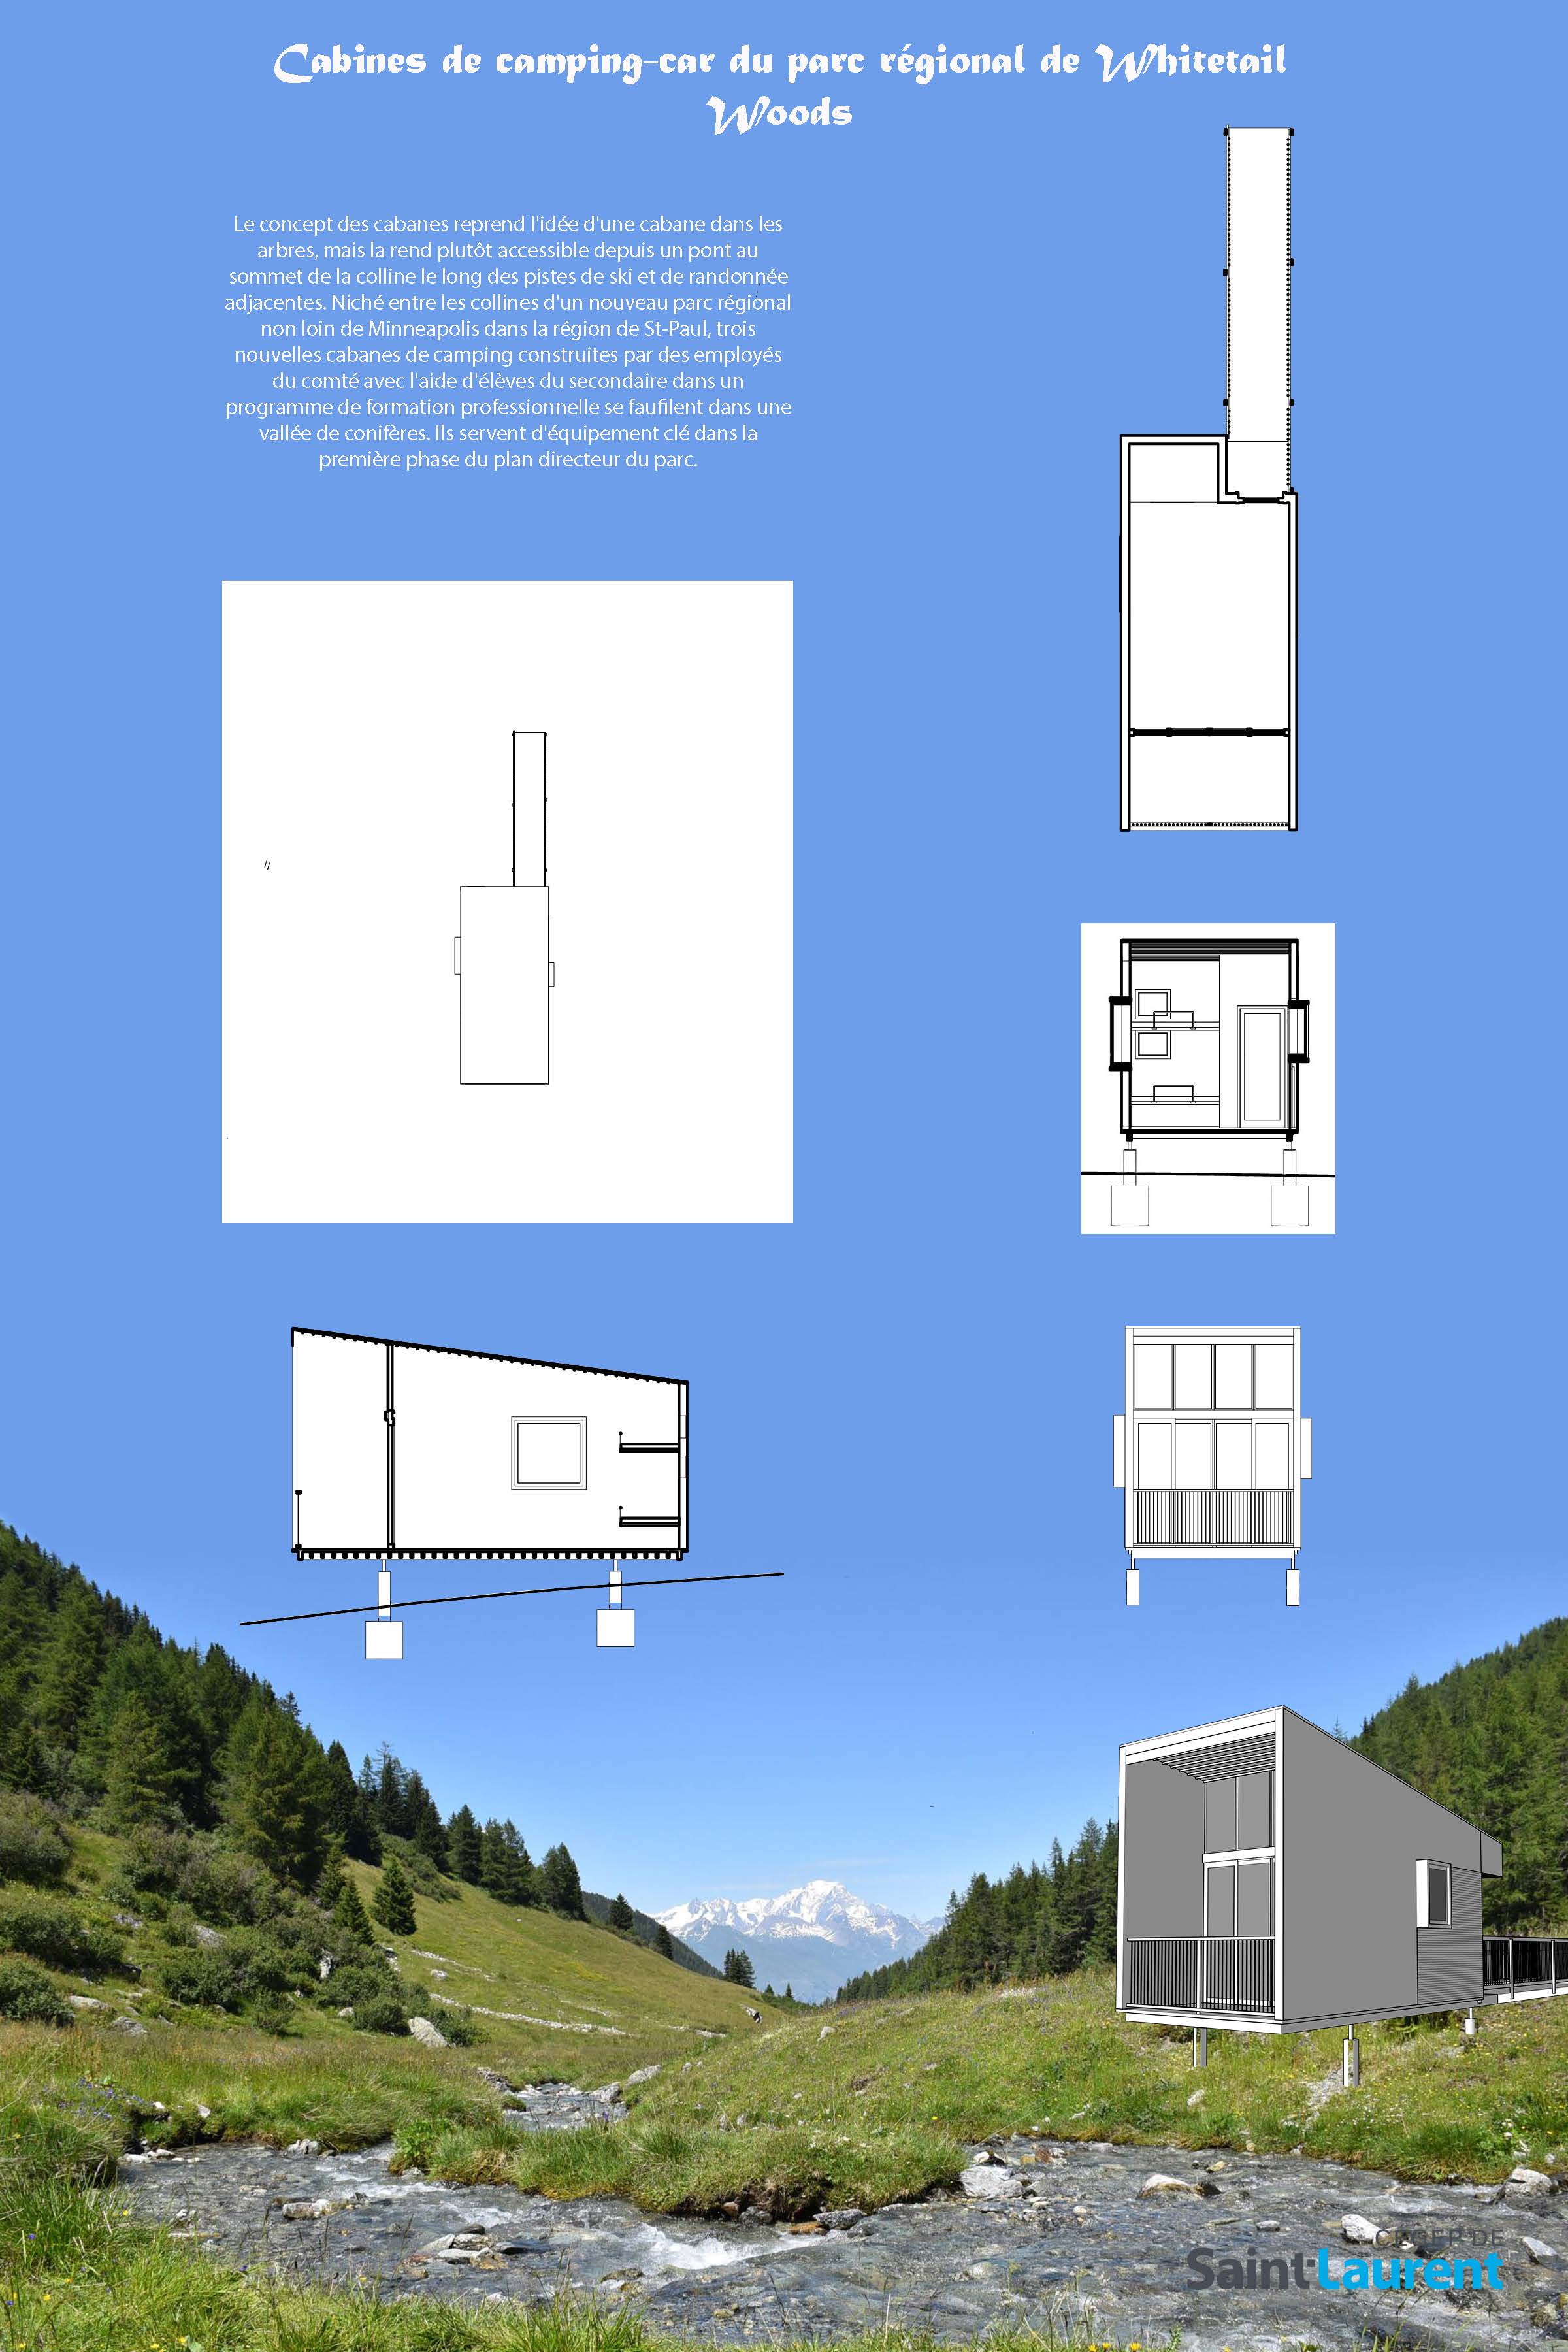 Cabines de camping-car du parc régional de Whitetail
Woods
Le concept des cabanes reprend l'idée d'une cabane dans les
arbres, mais la rend plutôt accessible depuis un pont au
sommet de la colline le long des pistes de ski et de randonnée
adjacentes. Niché entre les collines d'un nouveau parc régional
non loin de Minneapolis dans la région de St-Paul, trois
nouvelles cabanes de camping construites par des employés
du comté avec l'aide d'élèves du secondaire dans un
programme de formation professionnelle se faufilent dans une
vallée de conifères. Ils servent d'équipement clé dans la
première phase du plan directeur du parc.
CÉGEP DE
Saint-Laurent